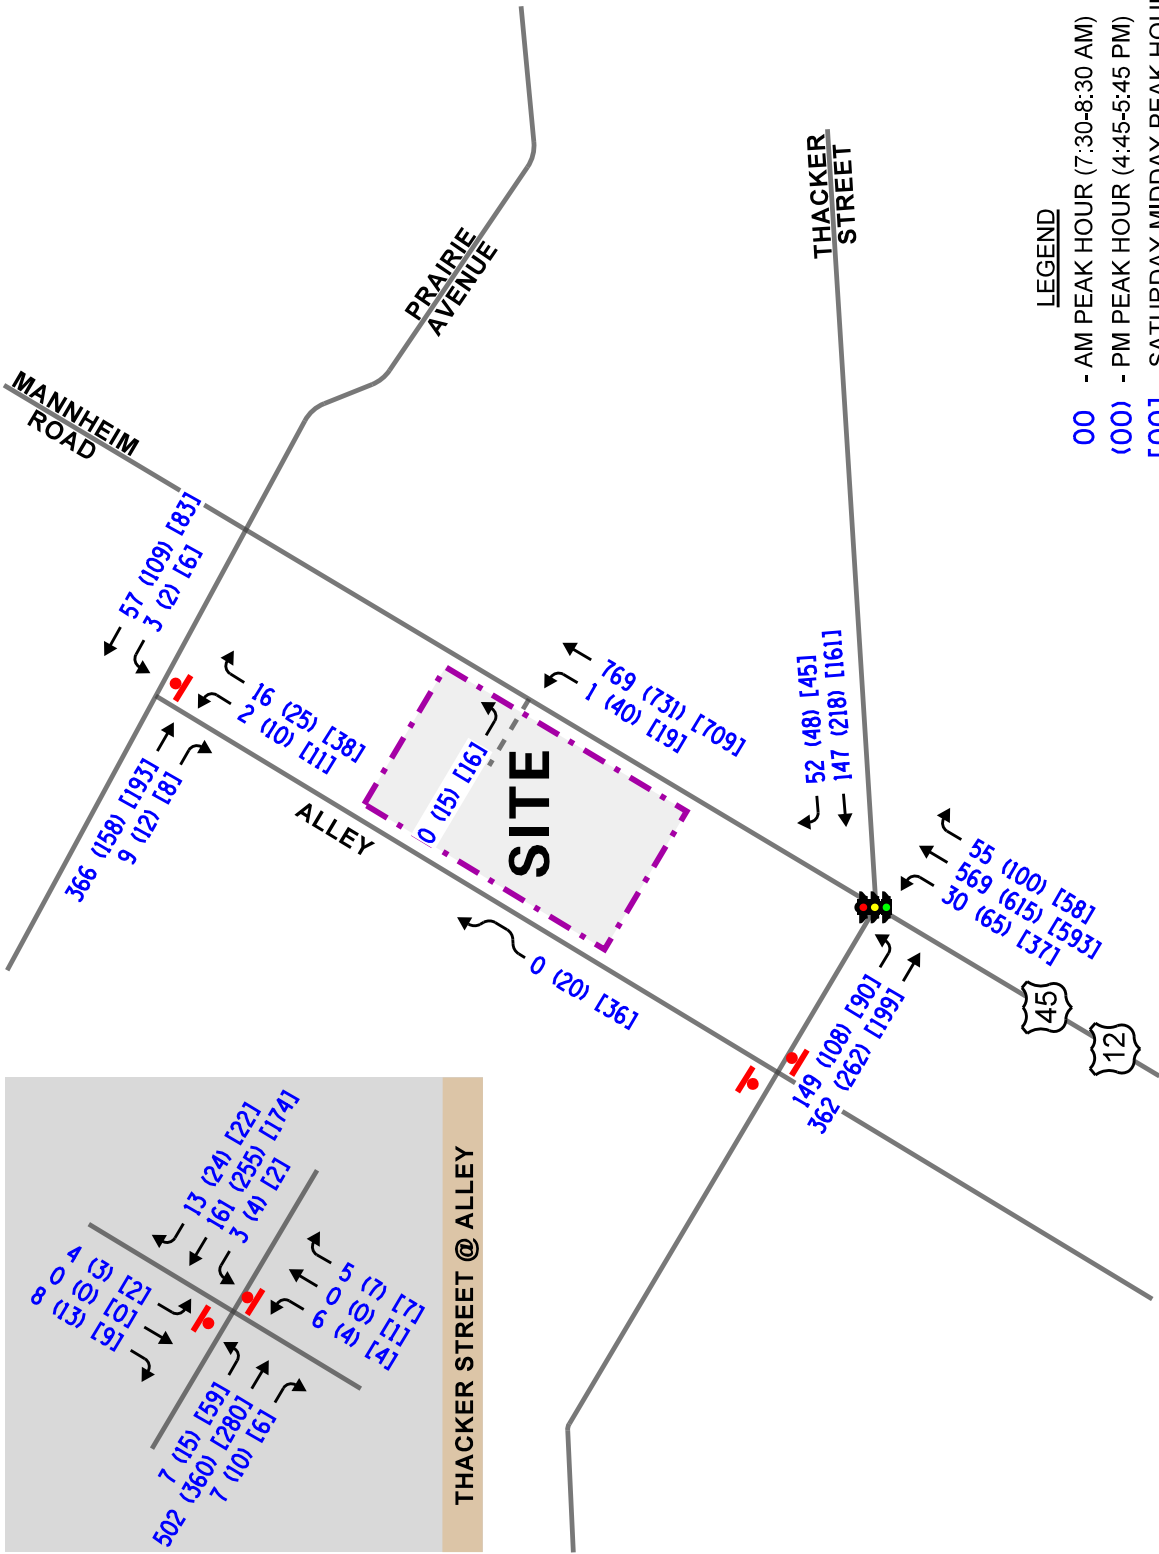 MANNHEIM
ROAD
PRAIRIE
AVENUE
THACKER
STREET
LEGEND
00 - AM PEAK HOUR (7:30-8:30 AM)
(00) - PM PEAK HOUR (4:45-5:45 PM)
57 (109) [83]
3 (2) [6]
366 (158) [193]
9 (12) [8]
16 (25) [38]
2 (10) [11]
ALLEY
0 (15) [16]
SITE
769 (731) [709]
1 (40) [19]
0 (20) [36]
52 (48) [45]
147 (218) [161]
55 (100) [58]
569 (615) [593]
30 (65) [37]
149 (108) [90]
362 (262) [199]
45
12
4 (3) [2]
0 (0) [0]
8 (13) [9]
13 (24) [22]
161 (255) [174]
3 (4) [2]
7 (15) [59]
502 (360) [280]
7 (10) [6]
5 (7) [7]
0 (0) [1]
6 (4) [4]
THACKER STREET @ ALLEY